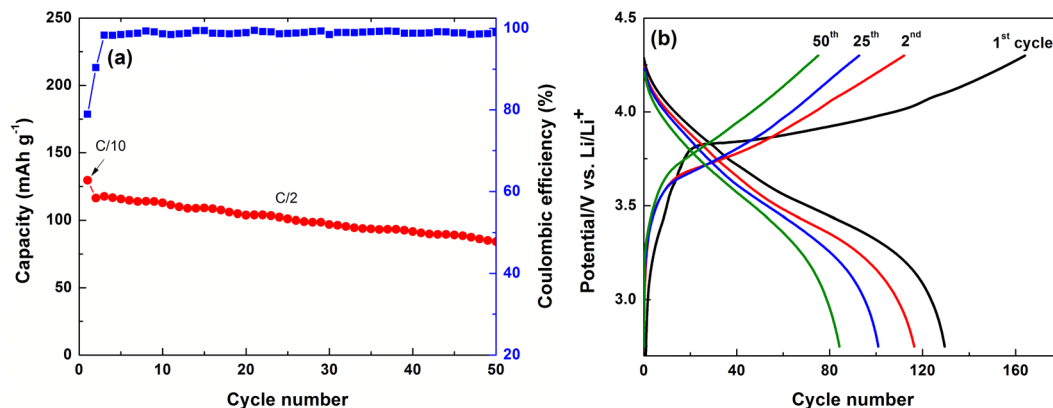 (a)
Capacity (mAh g⁻¹)
250
200
150
100
50
0
C/10
C/2
0
10
20
30
40
50
Cycle number
100
80
60
40
20
Coulombic efficiency (%)
(b)
Potential/V vs. Li/Li⁺
4.5
4.0
3.5
3.0
50ᵗʰ
25ᵗʰ
2ⁿᵈ
1ˢᵗ cycle
0
40
80
120
160
Cycle number